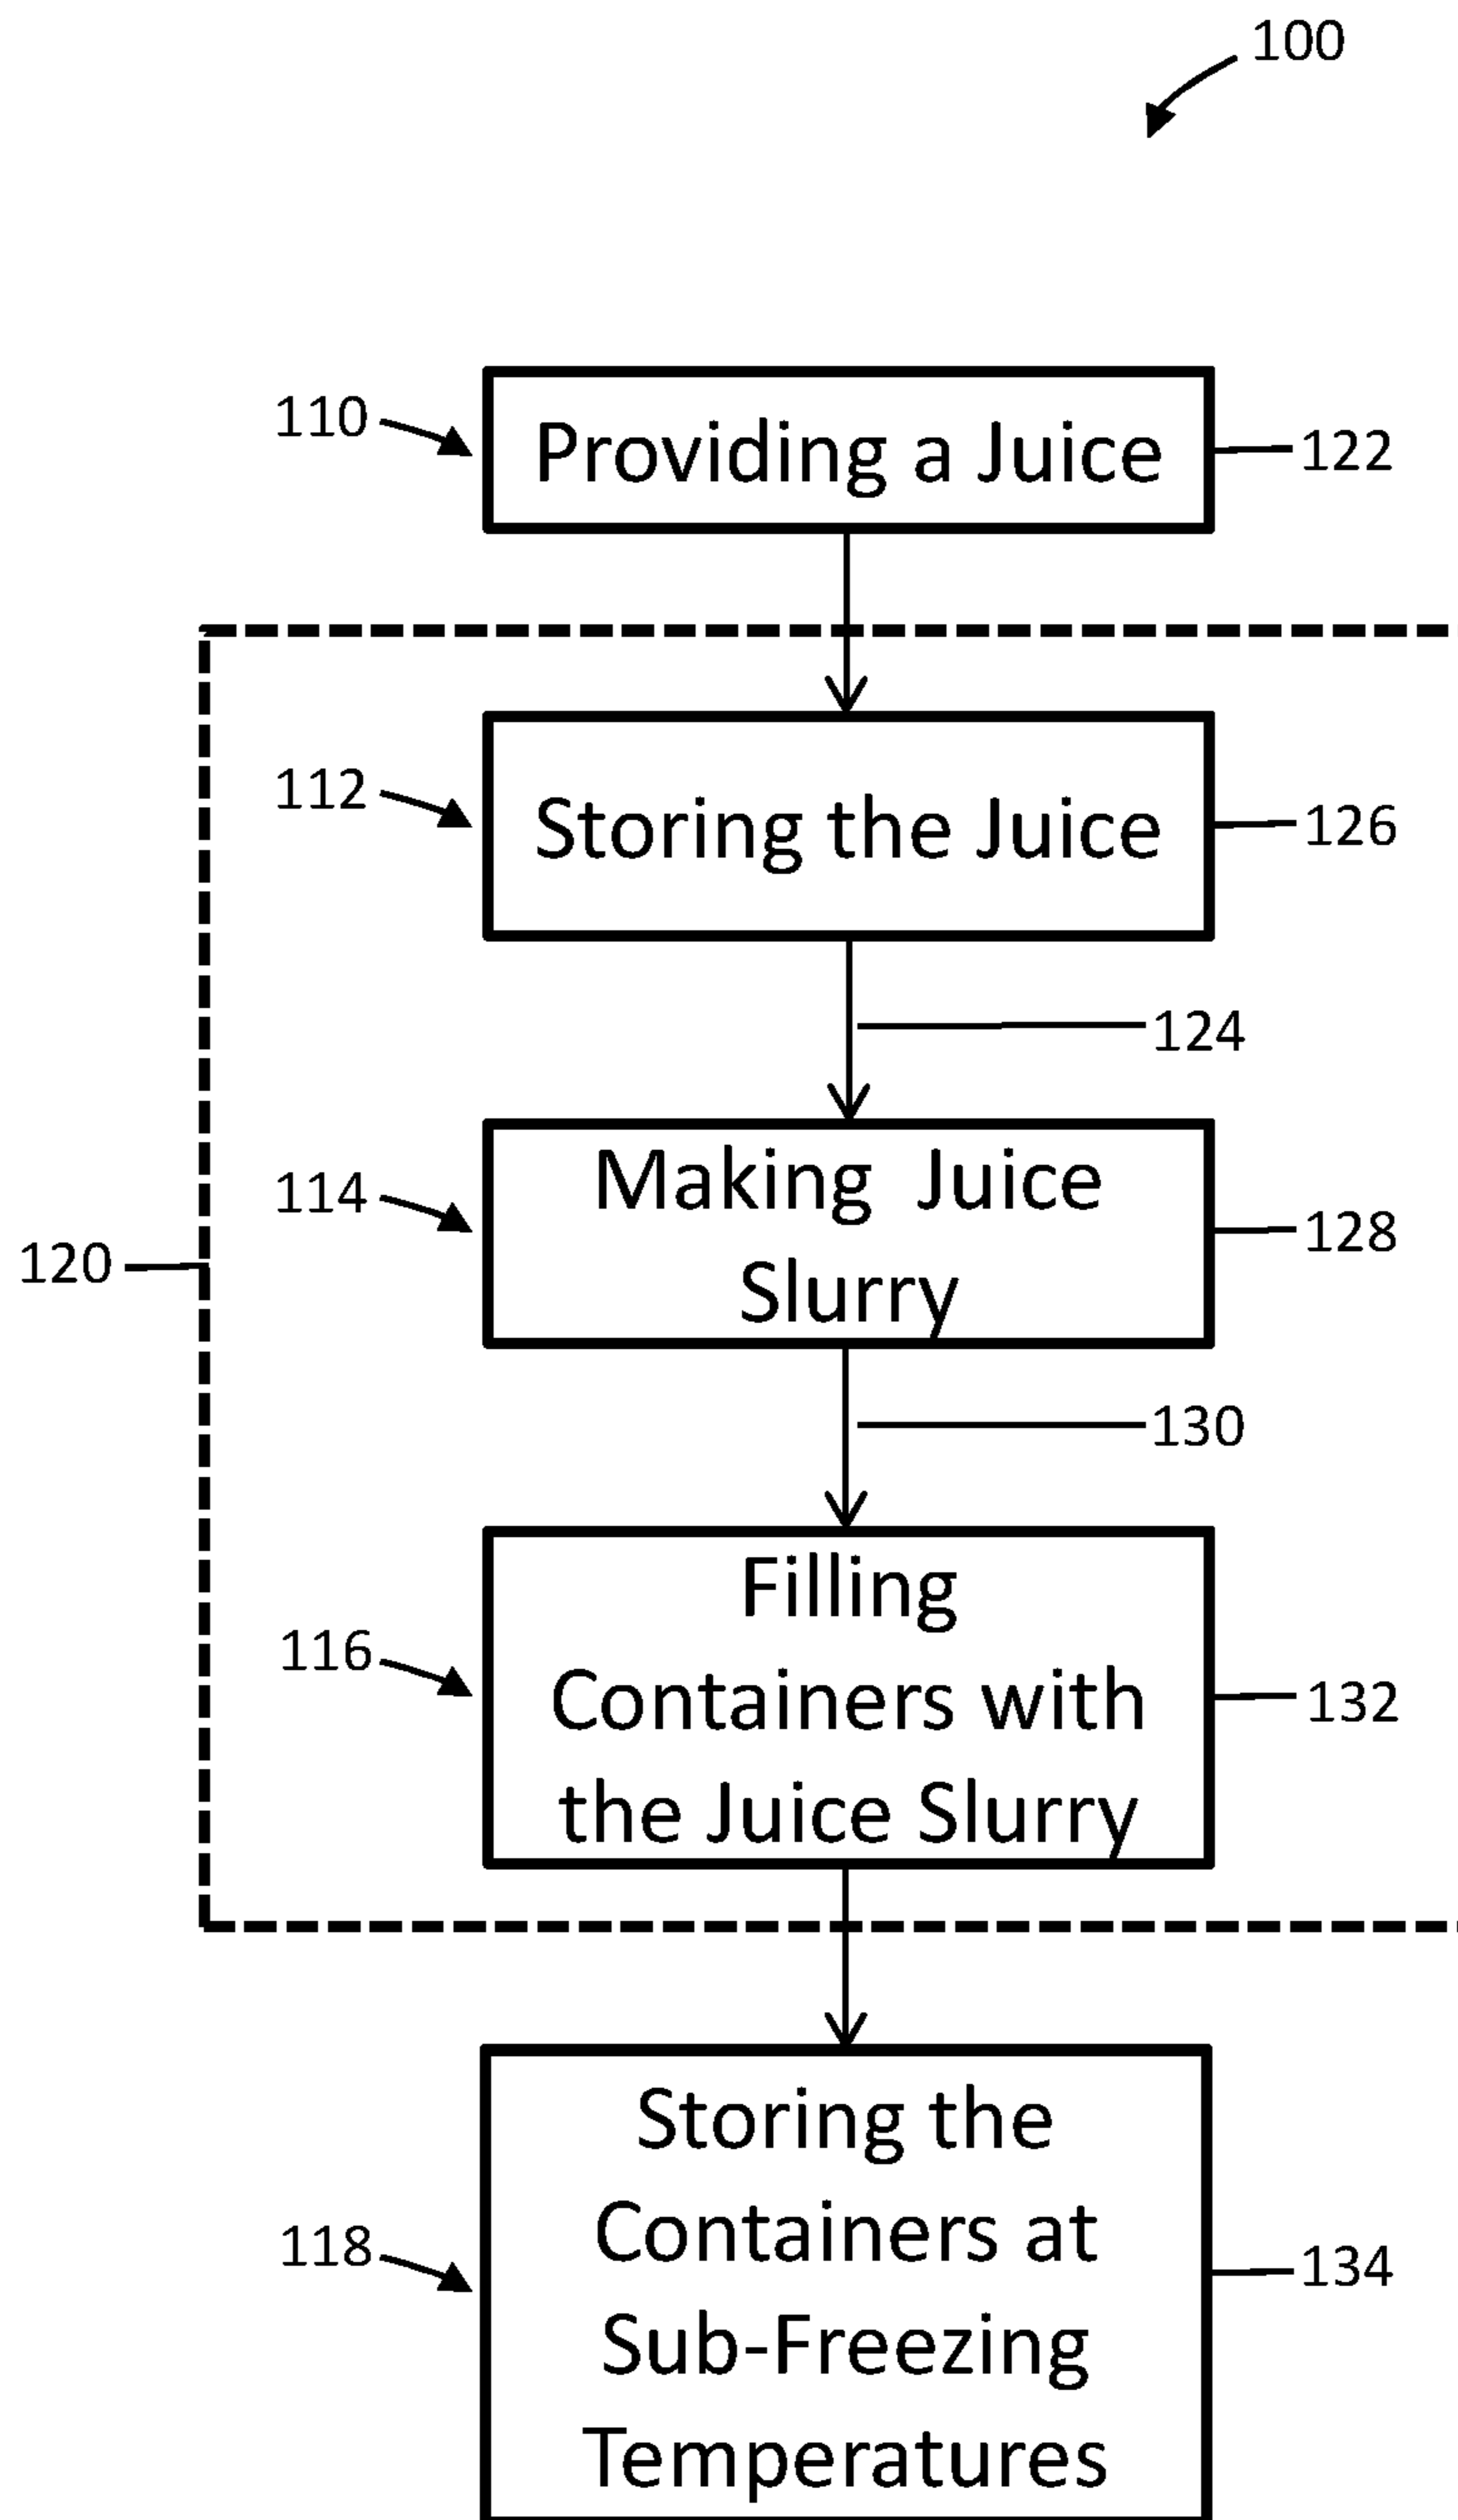 100
110
Providing a Juice
122
112
Storing the Juice
126
124
114
Making Juice
Slurry
128
120
130
116
Filling
Containers with
the Juice Slurry
132
118
Storing the
Containers at
Sub-Freezing
Temperatures
134